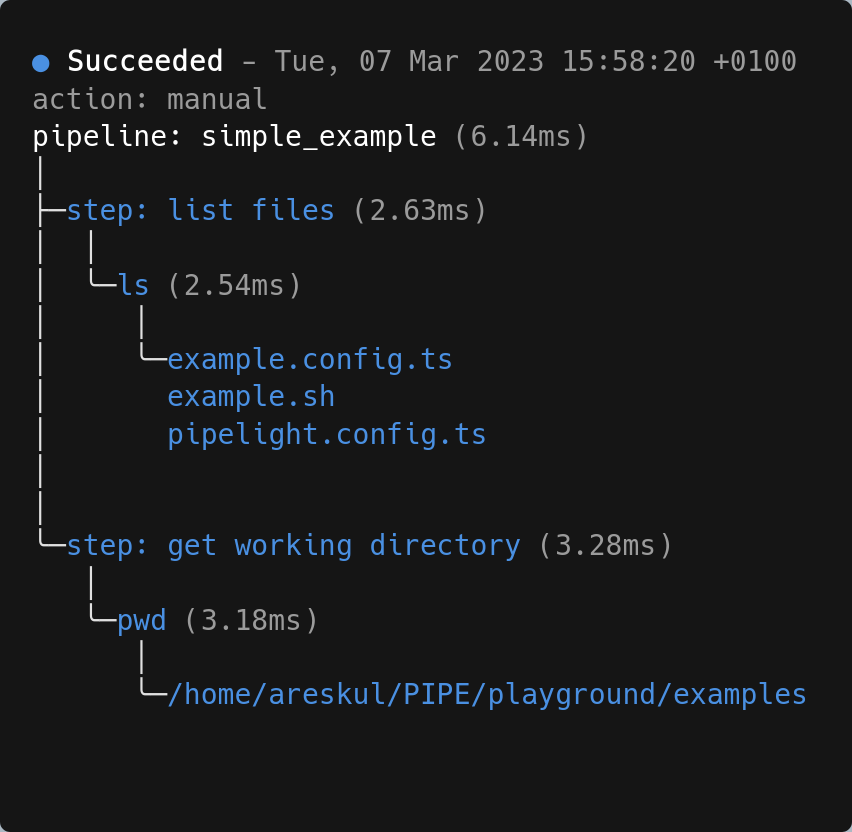 ● Succeeded - Tue, 07 Mar 2023 15:58:20 +0100
action: manual
pipeline: simple_example (6.14ms)
│
├─step: list files (2.63ms)
│  │
│  ╰─ls (2.54ms)
│     │
│     ╰─example.config.ts
│       example.sh
│       pipelight.config.ts
│
│
╰─step: get working directory (3.28ms)
   │
   ╰─pwd (3.18ms)
      │
      ╰─/home/areskul/PIPE/playground/examples